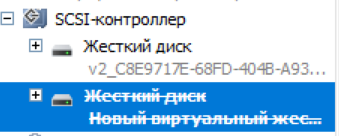 SCSI-контроллер
Жесткий диск
v2_C8E9717E-68FD-404B-A93...
Жесткий диск
Новый виртуальный жес...